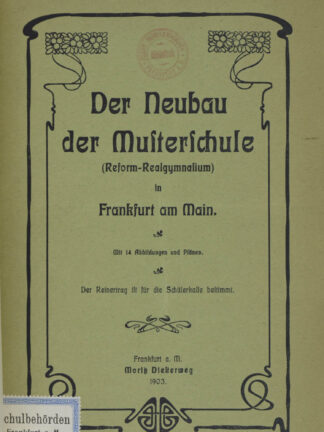 Der Neubau
der Muſterſchule
(Reform-Realgymnaſium)
in
Frankfurt am Main.
Mit 14 Abbildungen und Plänen.
Der Reinertrag iſt für die Schülerkaſſe beſtimmt.
Frankfurt a. M.
Moritz Dieſterweg
1903.
chulbehörden
Frankfurt a. M.